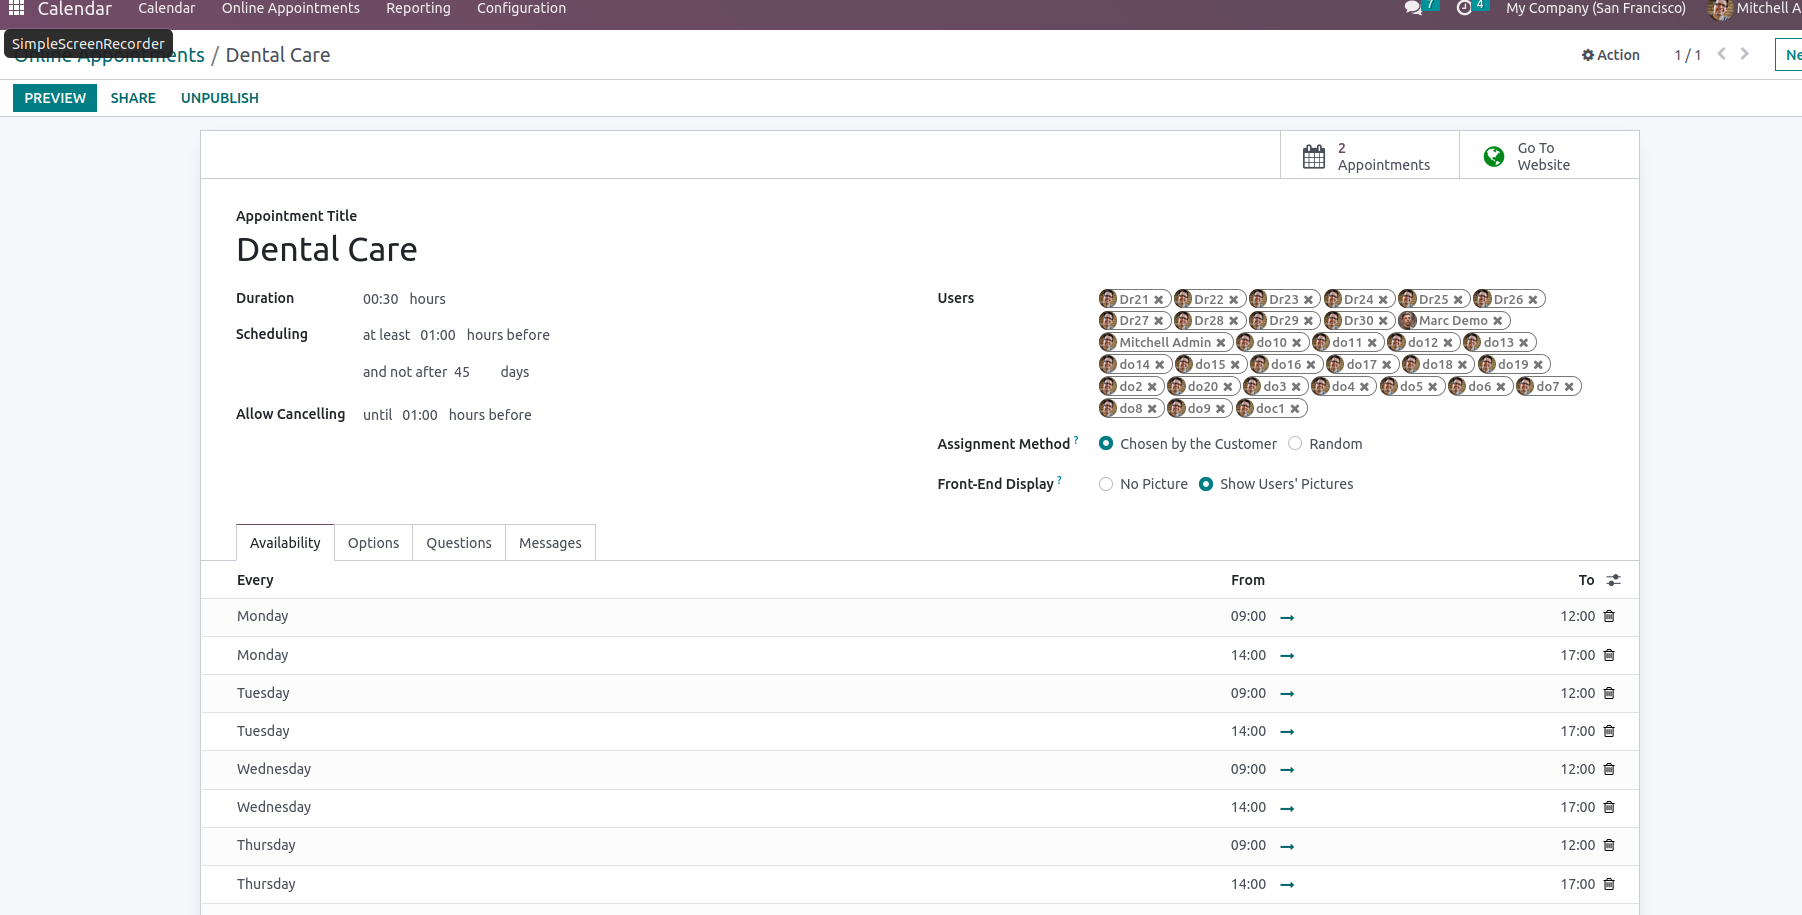 Calendar Calendar Online Appointments Reporting Configuration 7 4 My Company (San Francisco) Mitchell A
SimpleScreenRecorder
Online Appointments / Dental Care Action 1 / 1 Ne
PREVIEW SHARE UNPUBLISH
2 Appointments Go To Website
Appointment Title
Dental Care
Duration 00:30 hours
Scheduling at least 01:00 hours before
and not after 45 days
Allow Cancelling until 01:00 hours before
Users Dr21 Dr22 Dr23 Dr24 Dr25 Dr26
Dr27 Dr28 Dr29 Dr30 Marc Demo
Mitchell Admin do10 do11 do12 do13
do14 do15 do16 do17 do18 do19
do2 do20 do3 do4 do5 do6 do7
do8 do9 doc1
Assignment Method ? Chosen by the Customer Random
Front-End Display ? No Picture Show Users' Pictures
Availability Options Questions Messages
Every From To
Monday 09:00 → 12:00
Monday 14:00 → 17:00
Tuesday 09:00 → 12:00
Tuesday 14:00 → 17:00
Wednesday 09:00 → 12:00
Wednesday 14:00 → 17:00
Thursday 09:00 → 12:00
Thursday 14:00 → 17:00